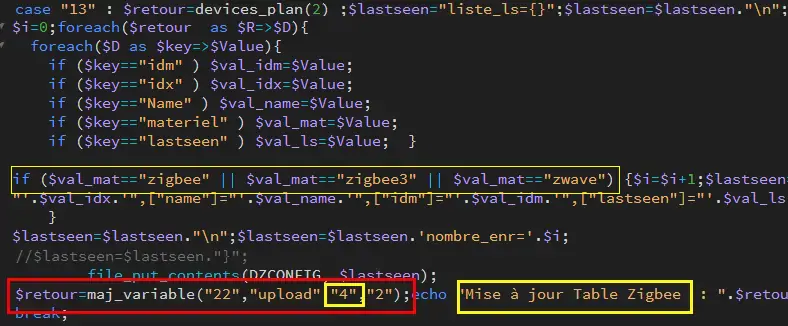 case "13" : $retour=devices_plan(2) ;$lastseen="liste_ls={}";$lastseen=$lastseen."\n";
$i=0;foreach($retour as $R=>$D){
foreach($D as $key=>$Value){
if ($key=="idm" ) $val_idm=$Value;
if ($key=="idx" ) $val_idx=$Value;
if ($key=="Name" ) $val_name=$Value;
if ($key=="materiel" ) $val_mat=$Value;
if ($key=="lastseen" ) $val_ls=$Value; }
if ($val_mat=="zigbee" || $val_mat=="zigbee3" || $val_mat=="zwave") {$i=$i+1;$lastseen=
"'.$val_idx.'",["name"]="'.$val_name.'",["idm"]="'.$val_idm.'",["lastseen"]="'.$val_ls
}
$lastseen=$lastseen."\n";$lastseen=$lastseen.'nombre_enr='.$i;
//$lastseen=$lastseen."}";
file_put_contents(DZCONFIG, $lastseen);
$retour=maj_variable("22","upload","4","2");echo "Mise à jour Table Zigbee : ".$retou
break;